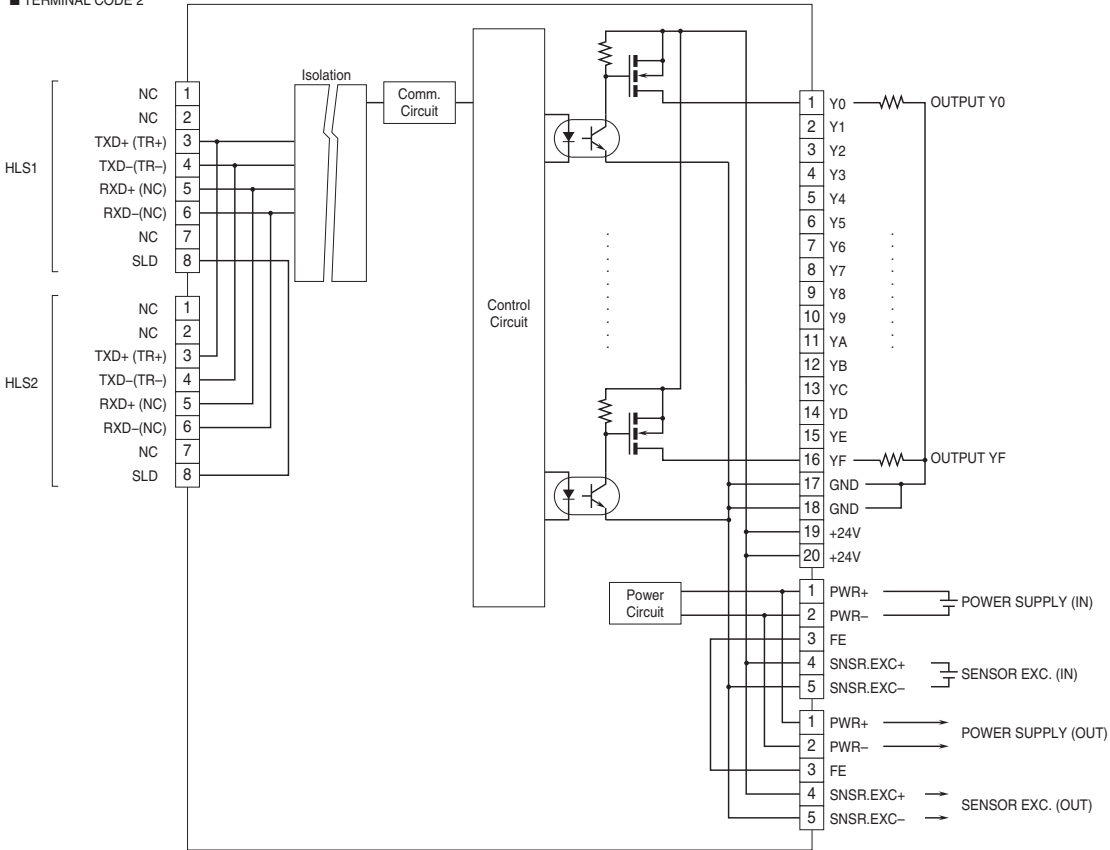 ■ TERMINAL CODE 2
HLS1
NC 1
NC 2
TXD+ (TR+) 3
TXD–(TR–) 4
RXD+ (NC) 5
RXD–(NC) 6
NC 7
SLD 8
HLS2
NC 1
NC 2
TXD+ (TR+) 3
TXD–(TR–) 4
RXD+ (NC) 5
RXD–(NC) 6
NC 7
SLD 8
Isolation
Comm.
Circuit
Control
Circuit
Power
Circuit
1 Y0 OUTPUT Y0
2 Y1
3 Y2
4 Y3
5 Y4
6 Y5
7 Y6
8 Y7
9 Y8
10 Y9
11 YA
12 YB
13 YC
14 YD
15 YE
16 YF OUTPUT YF
17 GND
18 GND
19 +24V
20 +24V
1 PWR+
2 PWR–
POWER SUPPLY (IN)
3 FE
4 SNSR.EXC+
5 SNSR.EXC–
SENSOR EXC. (IN)
1 PWR+
2 PWR–
POWER SUPPLY (OUT)
3 FE
4 SNSR.EXC+
5 SNSR.EXC–
SENSOR EXC. (OUT)